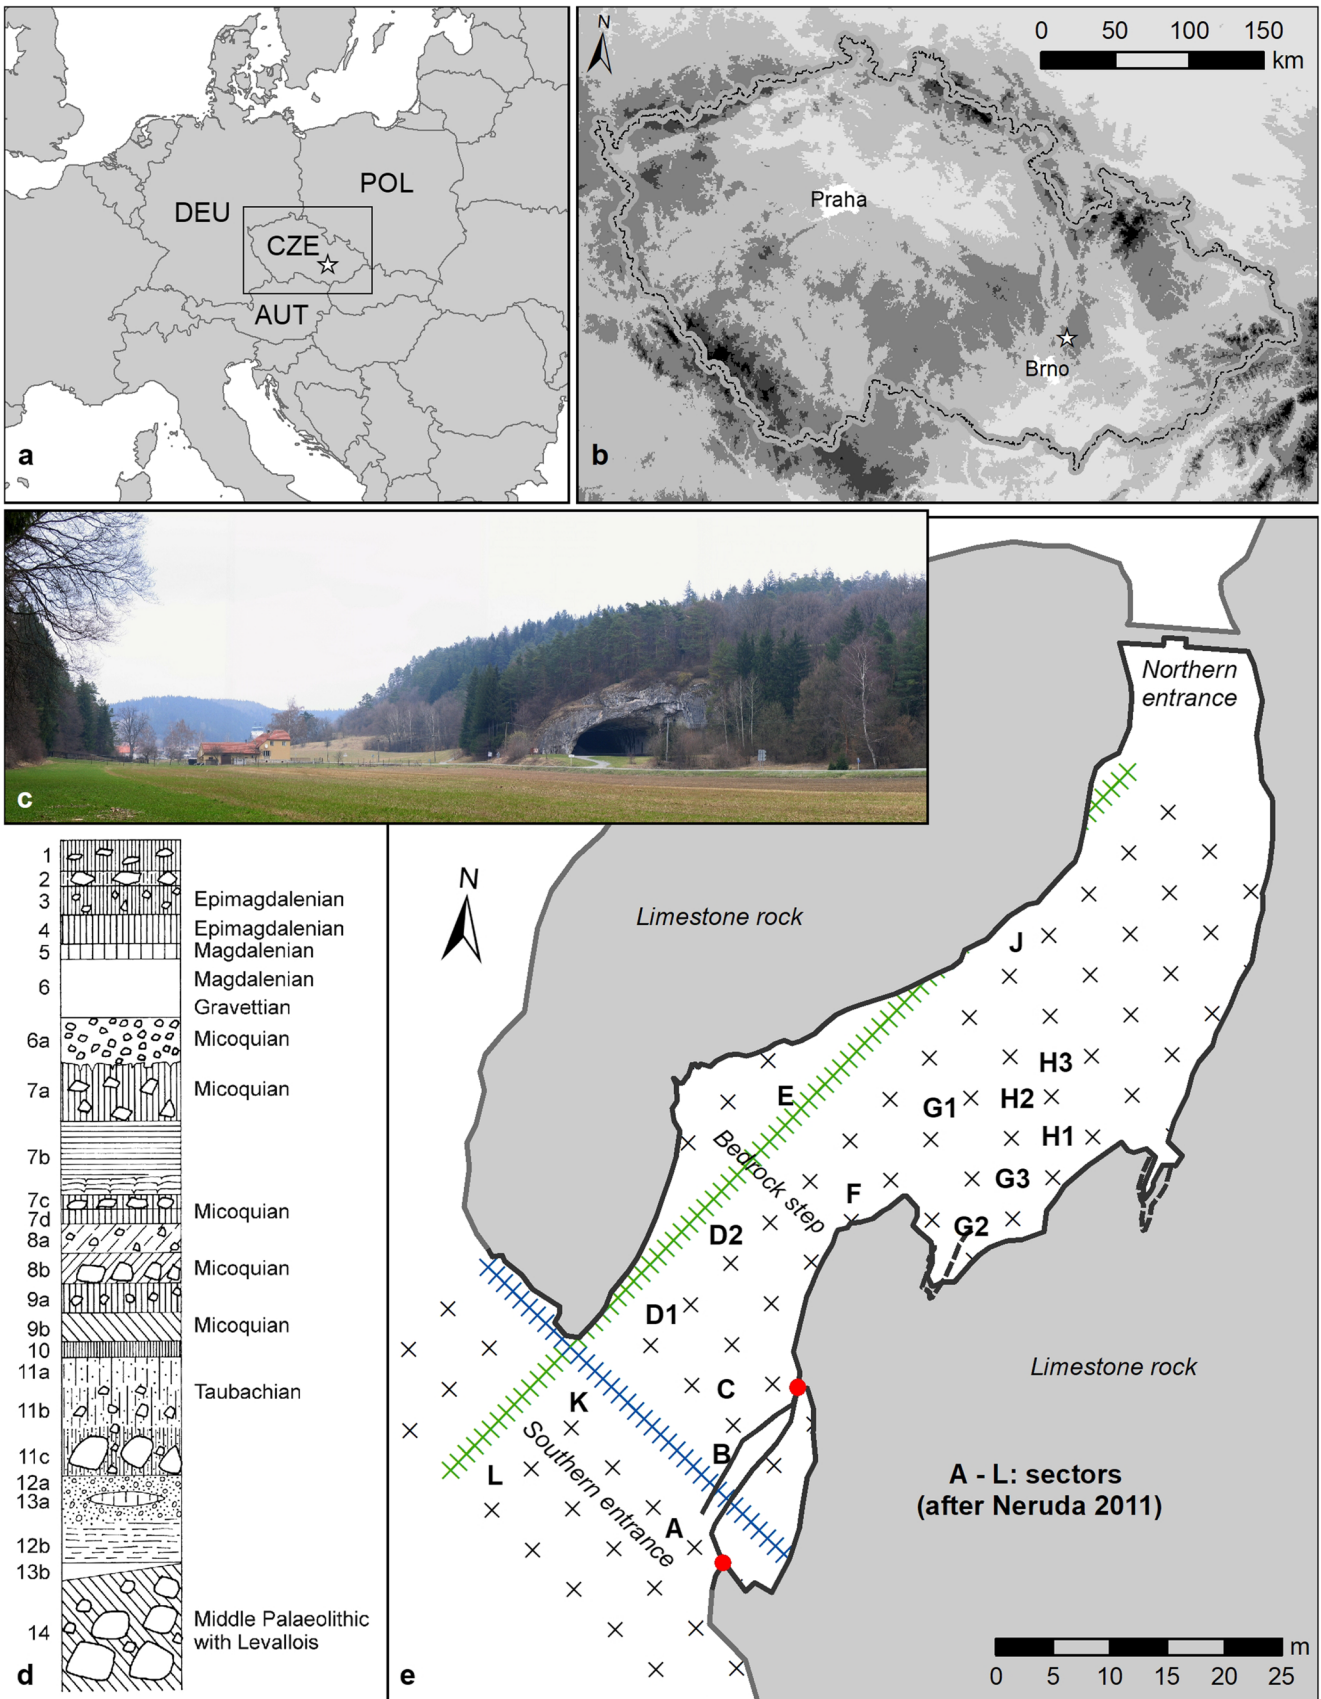 POL
DEU
CZE
AUT
a
N
0 50 100 150
km
Praha
Brno
b
c
1
2
3 Epimagdalenian
4 Epimagdalenian
5 Magdalenian
6 Magdalenian
Gravettian
6a Micoquian
7a Micoquian
7b
7c Micoquian
7d
8a
8b Micoquian
9a
9b Micoquian
10
11a
Taubachian
11b
11c
12a
13a
12b
13b
14 Middle Palaeolithic
with Levallois
d
Northern
entrance
N
Limestone rock
J
H3
E
G1
H2
H1
Bedrock step
F
G3
D2
G2
D1
Limestone rock
C
K
B
L
Southern entrance
A
A - L: sectors
(after Neruda 2011)
m
0 5 10 15 20 25
e